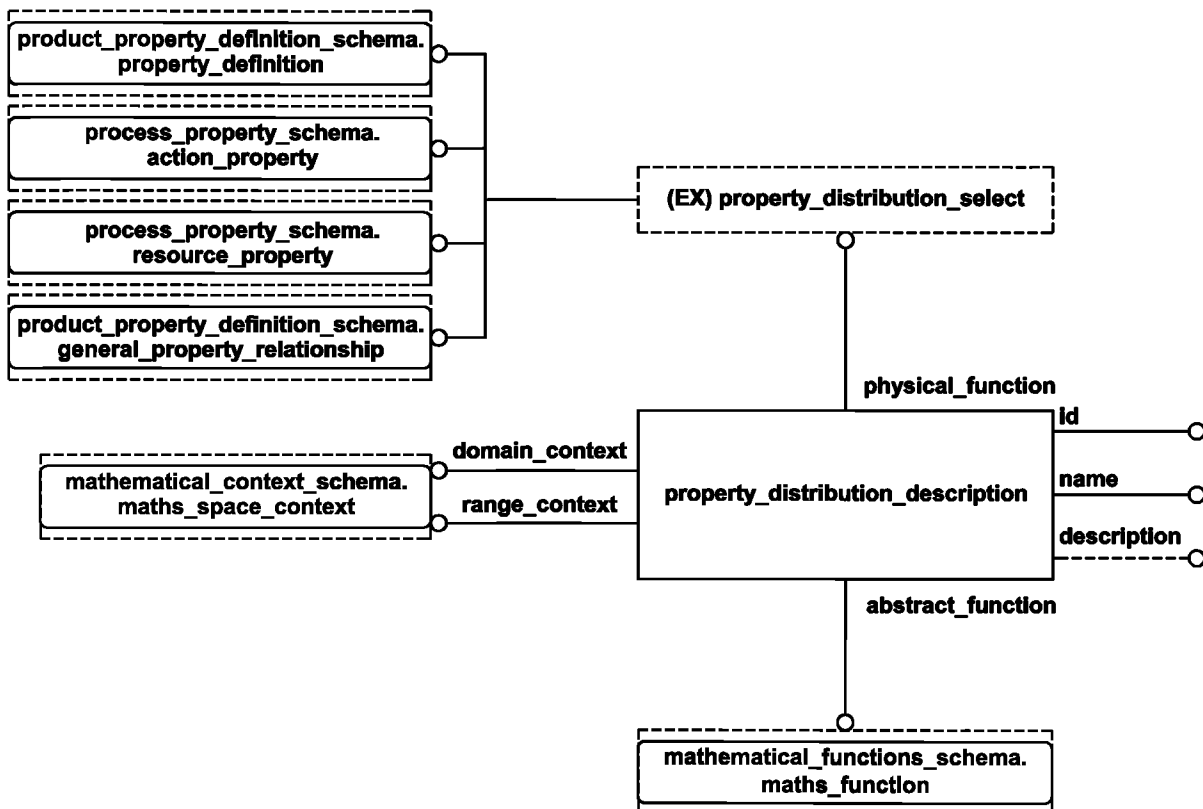 product_property_definition_schema.
property_definition
process_property_schema.
action_property
(EX) property_distribution_select
process_property_schema.
resource_property
product_property_definition_schema.
general_property_relationship
physical_function
id
domain_context
mathematical_context_schema.
maths_space_context
range_context
property_distribution_description
name
description
abstract_function
mathematical_functions_schema.
maths_function